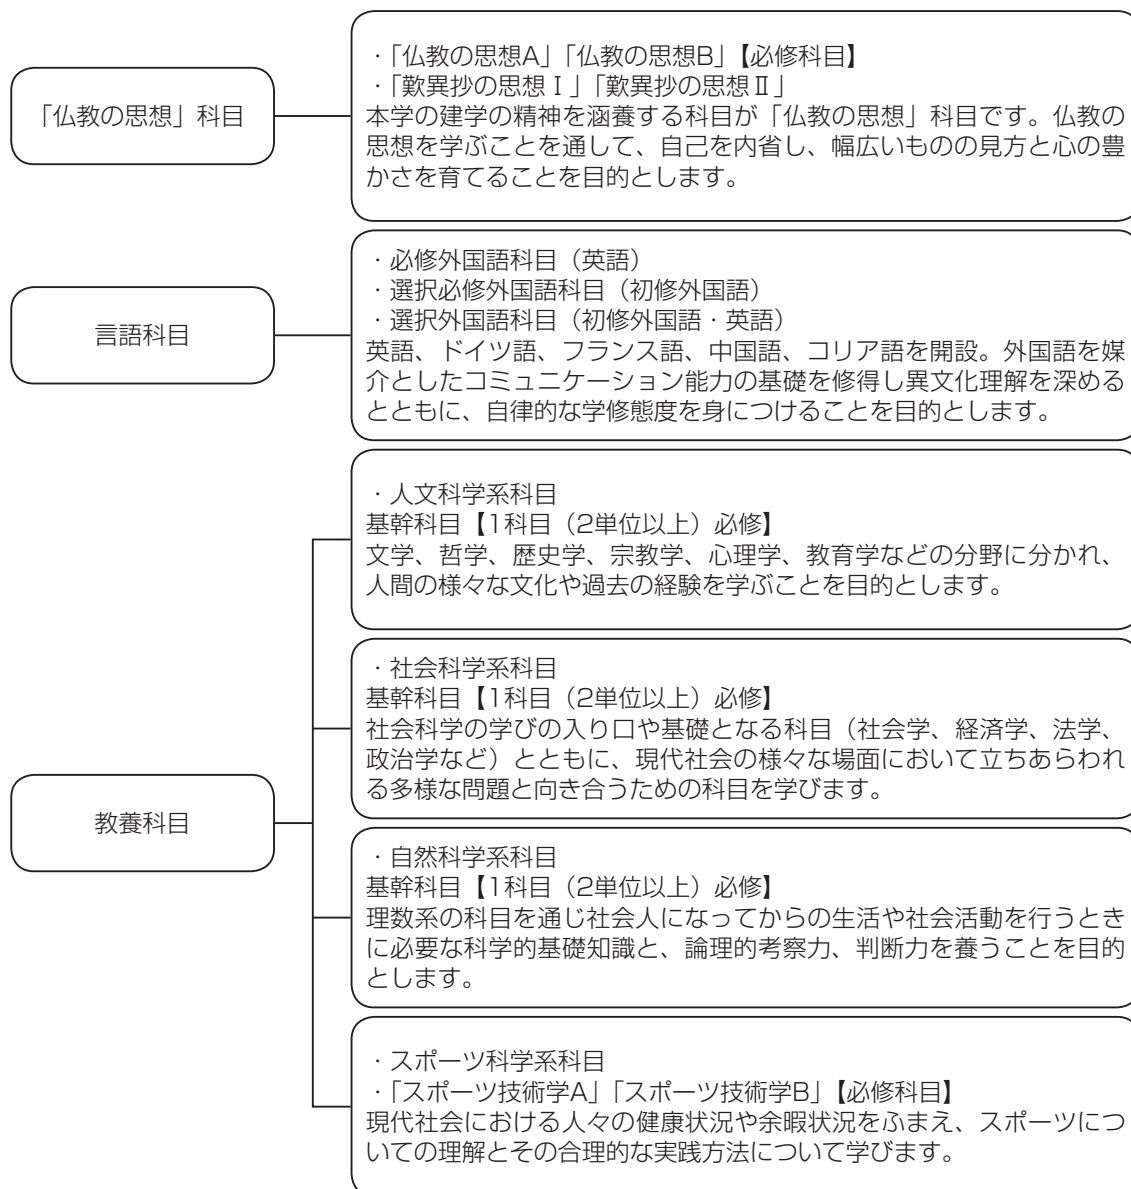 「仏教の思想」科目
・「仏教の思想A」「仏教の思想B」【必修科目】
・「歎異抄の思想Ⅰ」「歎異抄の思想Ⅱ」
本学の建学の精神を涵養する科目が「仏教の思想」科目です。仏教の
思想を学ぶことを通して、自己を内省し、幅広いものの見方と心の豊
かさを育てることを目的とします。
言語科目
・必修外国語科目（英語）
・選択必修外国語科目（初修外国語）
・選択外国語科目（初修外国語・英語）
英語、ドイツ語、フランス語、中国語、コリア語を開設。外国語を媒
介としたコミュニケーション能力の基礎を修得し異文化理解を深める
とともに、自律的な学修態度を身につけることを目的とします。
教養科目
・人文科学系科目
基幹科目【1科目（2単位以上）必修】
文学、哲学、歴史学、宗教学、心理学、教育学などの分野に分かれ、
人間の様々な文化や過去の経験を学ぶことを目的とします。
・社会科学系科目
基幹科目【1科目（2単位以上）必修】
社会科学の学びの入り口や基礎となる科目（社会学、経済学、法学、
政治学など）とともに、現代社会の様々な場面において立ちあらわれ
る多様な問題と向き合うための科目を学びます。
・自然科学系科目
基幹科目【1科目（2単位以上）必修】
理数系の科目を通じ社会人になってからの生活や社会活動を行うとき
に必要な科学的基礎知識と、論理的考察力、判断力を養うことを目的
とします。
・スポーツ科学系科目
・「スポーツ技術学A」「スポーツ技術学B」【必修科目】
現代社会における人々の健康状況や余暇状況をふまえ、スポーツにつ
いての理解とその合理的な実践方法について学びます。